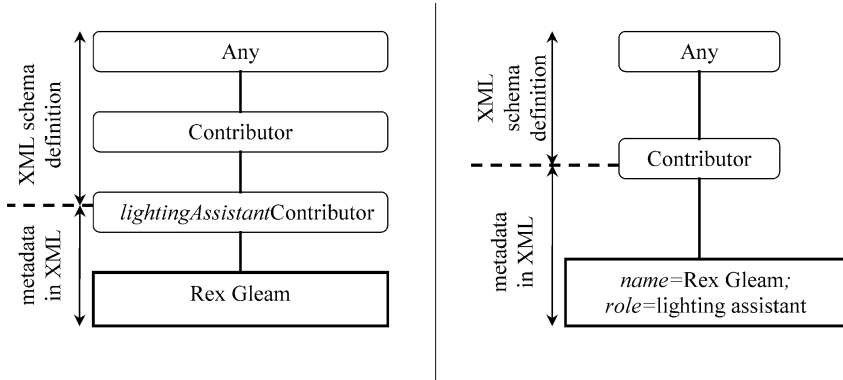 XML schema
definition
metadata
in XML
Any
Contributor
lightingAssistantContributor
Rex Gleam
XML
schema
definition
metadata
in XML
Any
Contributor
name=Rex Gleam;
role=lighting assistant